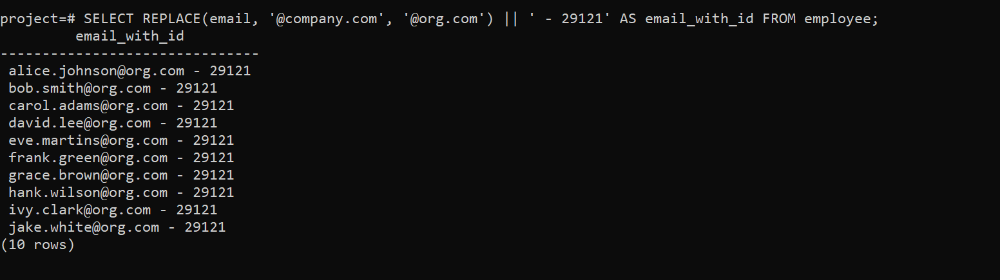 project=# SELECT REPLACE(email, '@company.com', '@org.com') || ' - 29121' AS email_with_id FROM employee;
         email_with_id
-------------------------------
 alice.johnson@org.com - 29121
 bob.smith@org.com - 29121
 carol.adams@org.com - 29121
 david.lee@org.com - 29121
 eve.martins@org.com - 29121
 frank.green@org.com - 29121
 grace.brown@org.com - 29121
 hank.wilson@org.com - 29121
 ivy.clark@org.com - 29121
 jake.white@org.com - 29121
(10 rows)